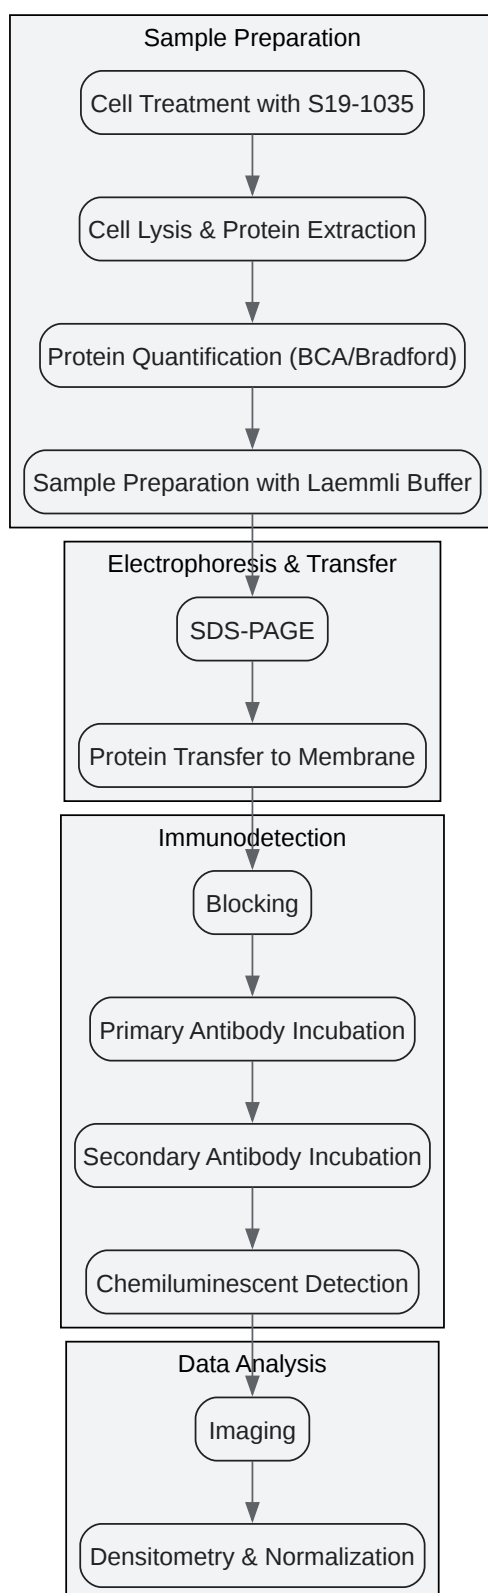 Sample Preparation
Cell Treatment with S19-1035
Cell Lysis & Protein Extraction
Protein Quantification (BCA/Bradford)
Sample Preparation with Laemmli Buffer
Electrophoresis & Transfer
SDS-PAGE
Protein Transfer to Membrane
Immunodetection
Blocking
Primary Antibody Incubation
Secondary Antibody Incubation
Chemiluminescent Detection
Data Analysis
Imaging
Densitometry & Normalization